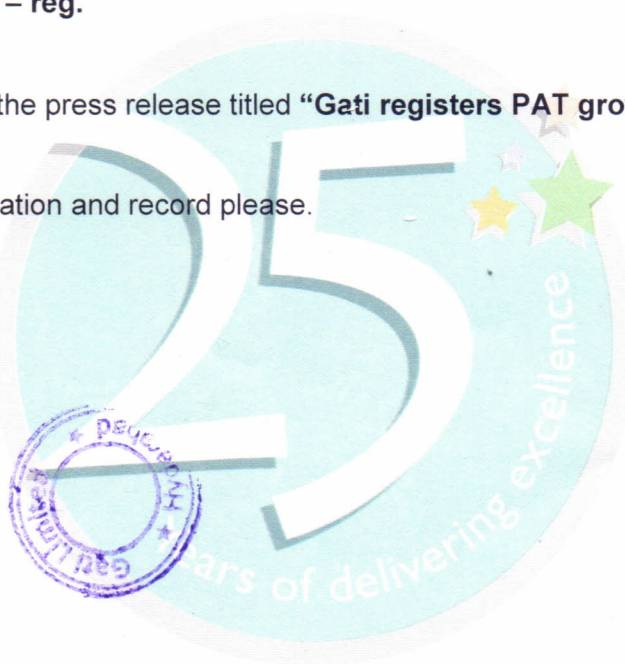 – reg.
the press release titled “Gati registers PAT gro
ation and record please.
25
ears of delivering excellence
Gati Limited
★ Hyderabad ★